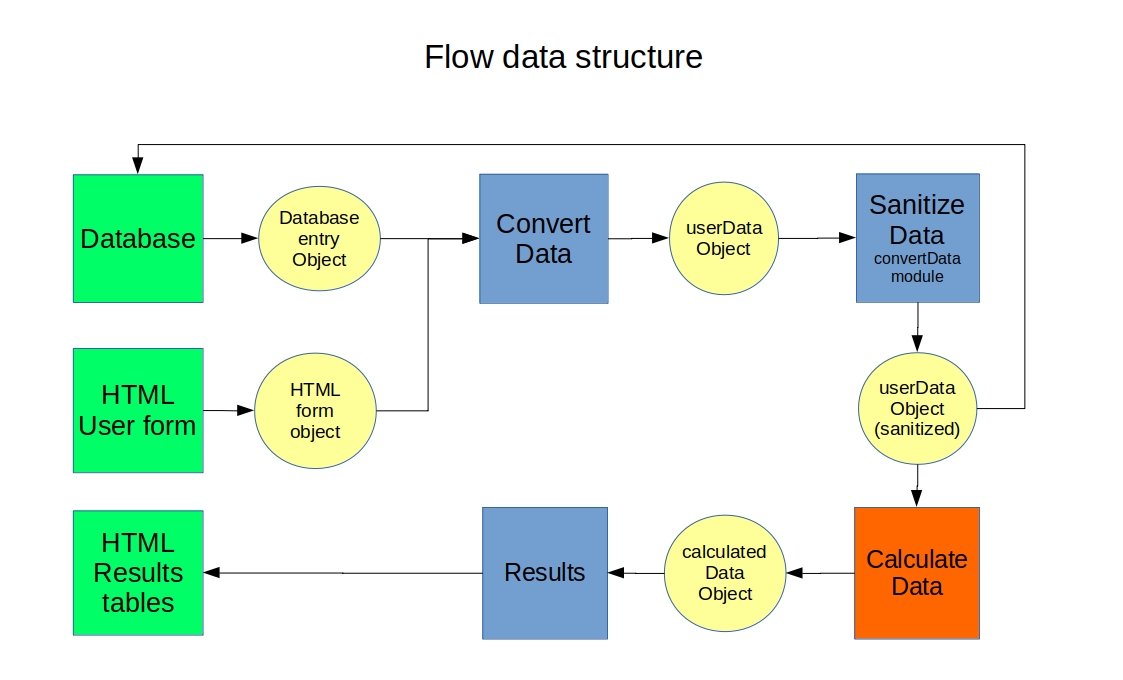 Flow data structure
Database
Database
entry
Object
Convert
Data
userData
Object
Sanitize
Data
convertData
module
HTML
User form
HTML
form
object
userData
Object
(sanitized)
HTML
Results
tables
Results
calculated
Data
Object
Calculate
Data